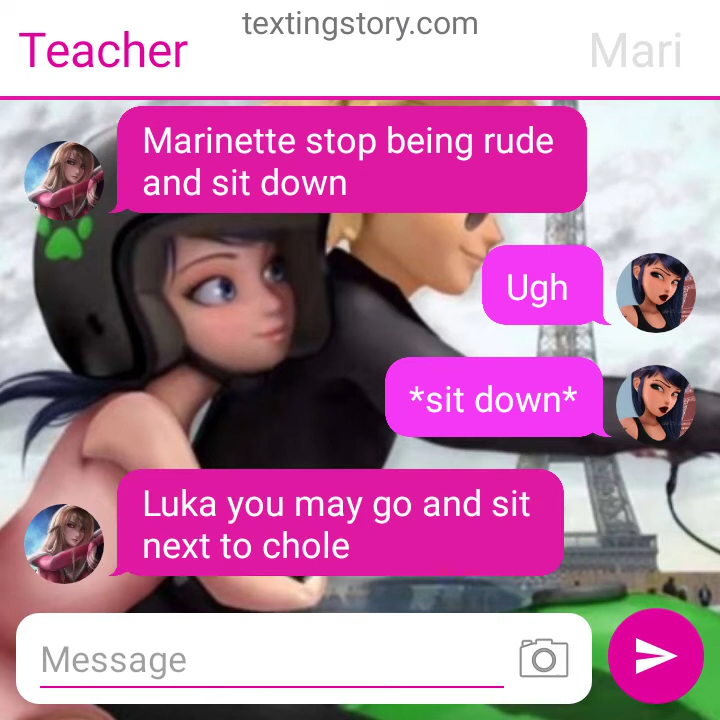 textingstory.com
Teacher
Mari
Marinette stop being rude
and sit down
Ugh
*sit down*
Luka you may go and sit
next to chole
Message